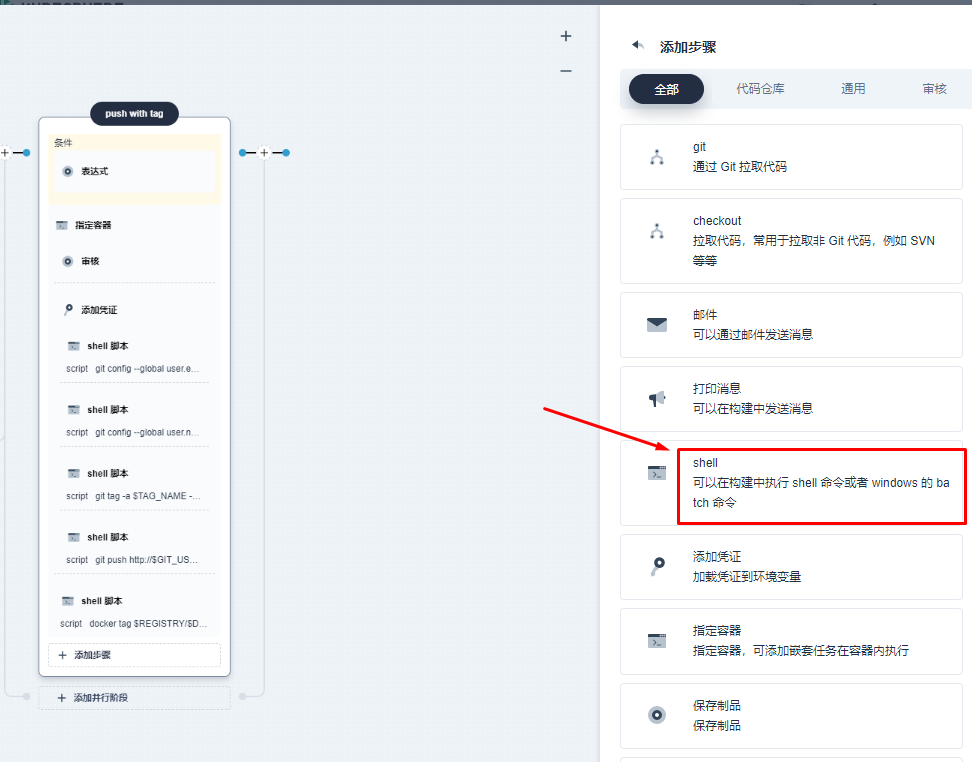 push with tag
条件
表达式
指定容器
审核
添加凭证
shell 脚本
script git config --global user.e...
shell 脚本
script git config --global user.n...
shell 脚本
script git tag -a $TAG_NAME -...
shell 脚本
script git push http://$GIT_US...
shell 脚本
script docker tag $REGISTRY/$D...
+ 添加步骤
+ 添加并行阶段
添加步骤
全部 代码仓库 通用 审核
git
通过 Git 拉取代码
checkout
拉取代码，常用于拉取非 Git 代码，例如 SVN
等等
邮件
可以通过邮件发送消息
打印消息
可以在构建中发送消息
shell
可以在构建中执行 shell 命令或者 windows 的 ba
tch 命令
添加凭证
加载凭证到环境变量
指定容器
指定容器，可添加嵌套任务在容器内执行
保存制品
保存制品